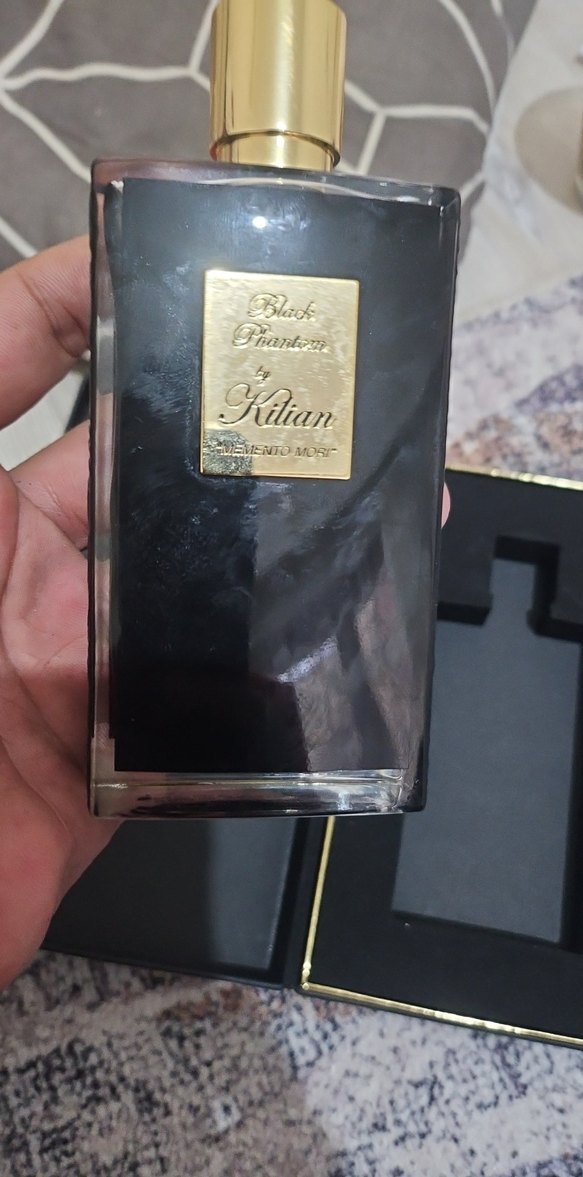 Black
Phantom
by
Kilian
"MEMENTO MORI"